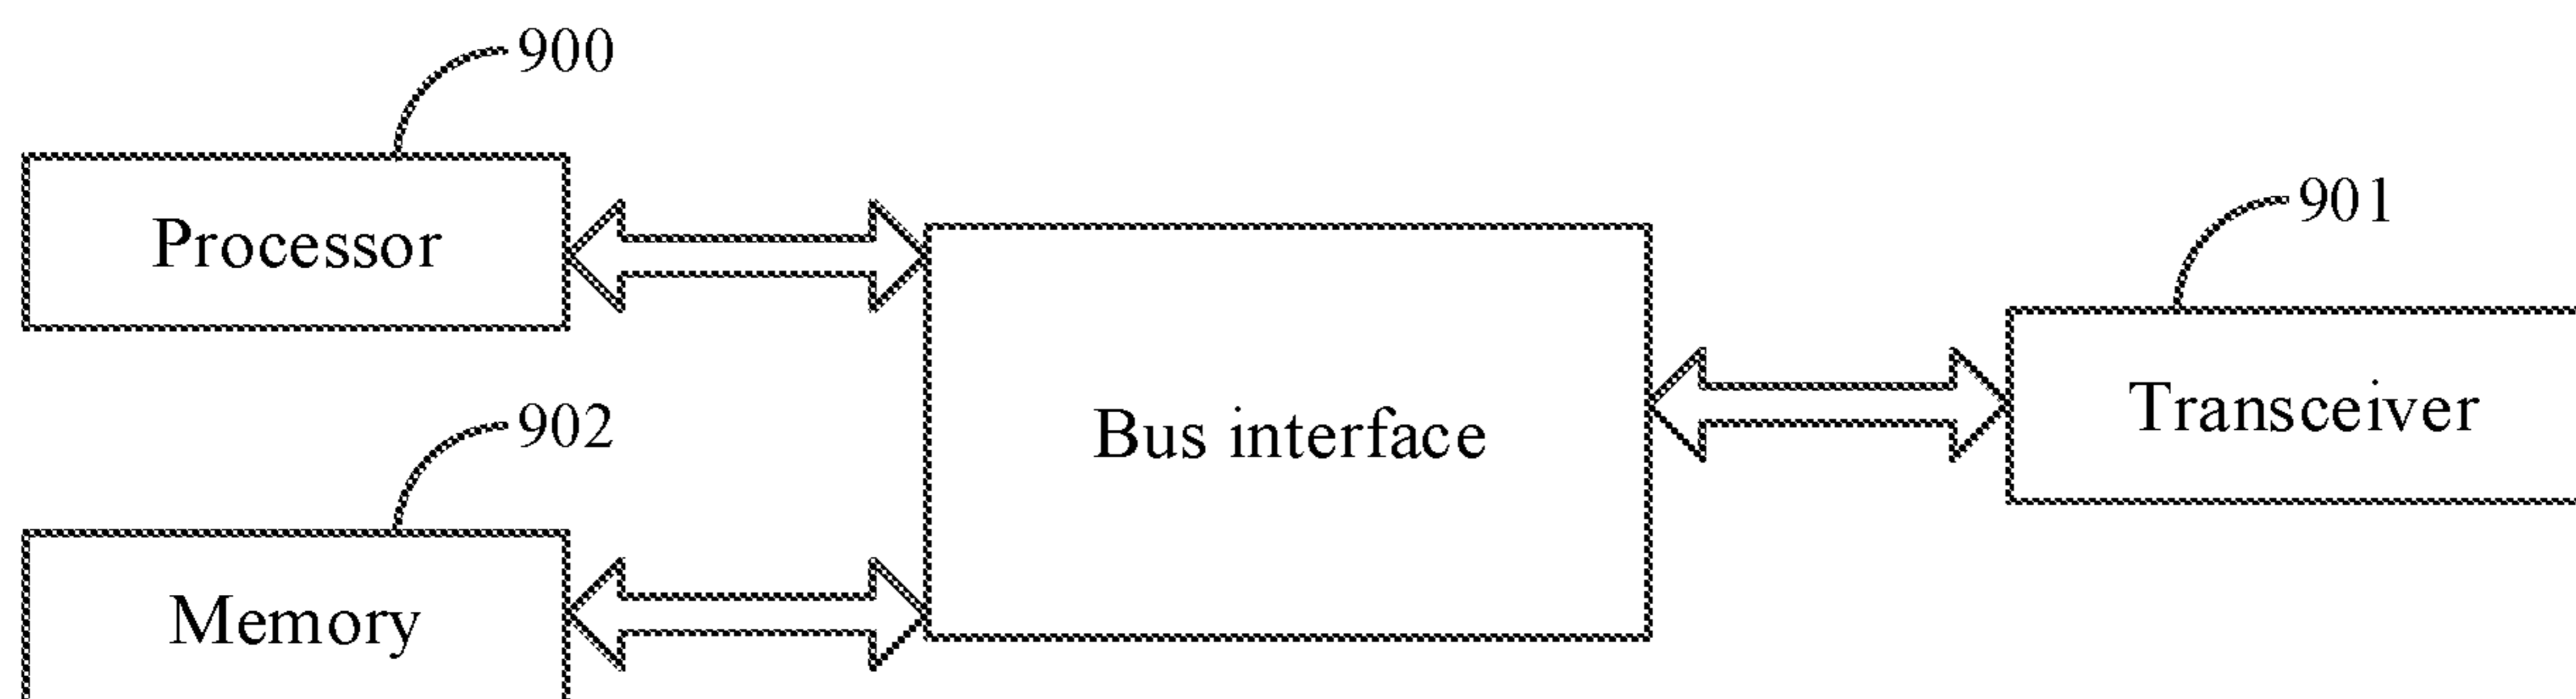 900
Processor
901
Transceiver
Bus interface
902
Memory